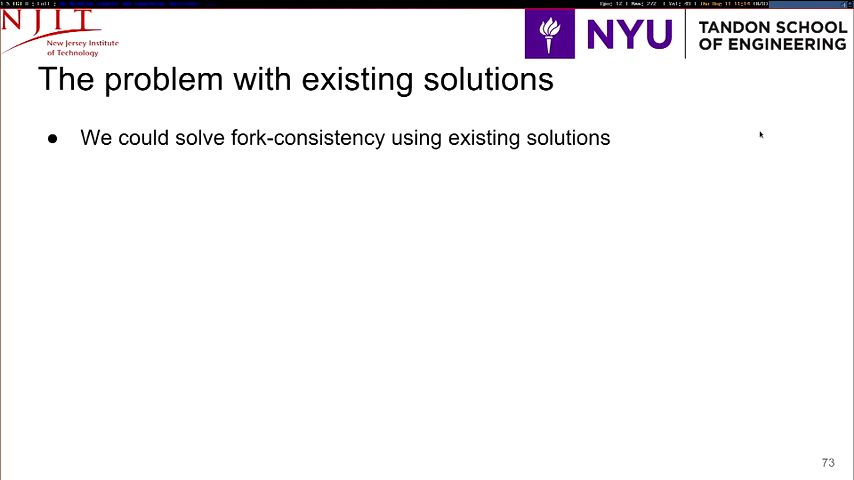 NJIT
New Jersey Institute
of Technology
NYU
TANDON SCHOOL
OF ENGINEERING
The problem with existing solutions
● We could solve fork-consistency using existing solutions
73